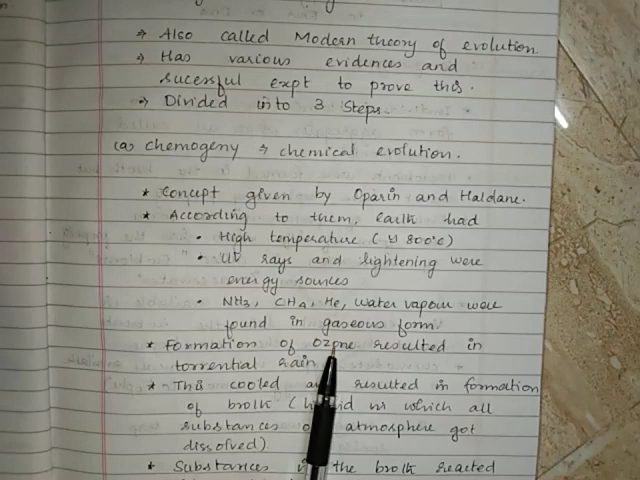 → Also called Modern theory of evolution
→ Has various evidences and
sucessful expt to prove this.
→ Divided into 3 Steps.
(a) chemogeny → chemical evolution.
* Concept given by Oparin and Haldane.
* According to them, earth had
• High temperature ( 800°C)
• UV rays and lightening were
energy sources
• NH3, CH4, He, water vapour were
found in gaseous form.
* Formation of Ozone resulted in
torrential rain
* This cooled and resulted in formation
of broth ( in which all
substances of atmosphere got
dissolved).
* Substances in the broth reacted